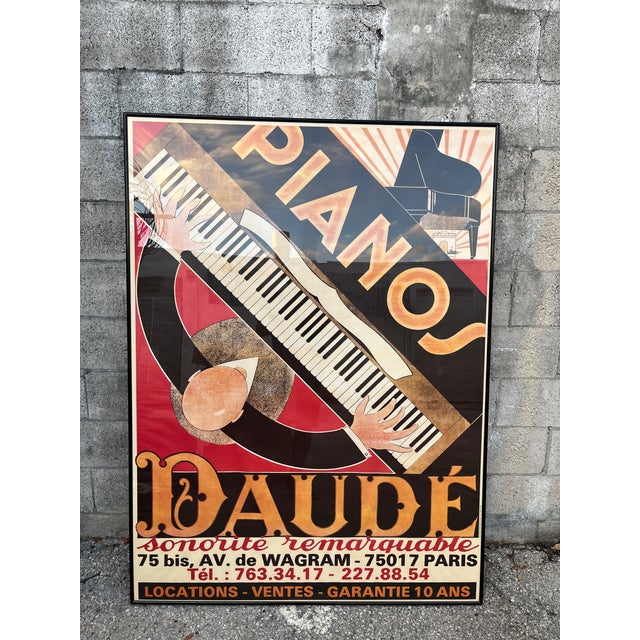 PIANOS
DAUDÉ
sonorité remarquable
75 bis, AV. de WAGRAM - 75017 PARIS
Tél. : 763.34.17 - 227.88.54
LOCATIONS - VENTES - GARANTIE 10 ANS